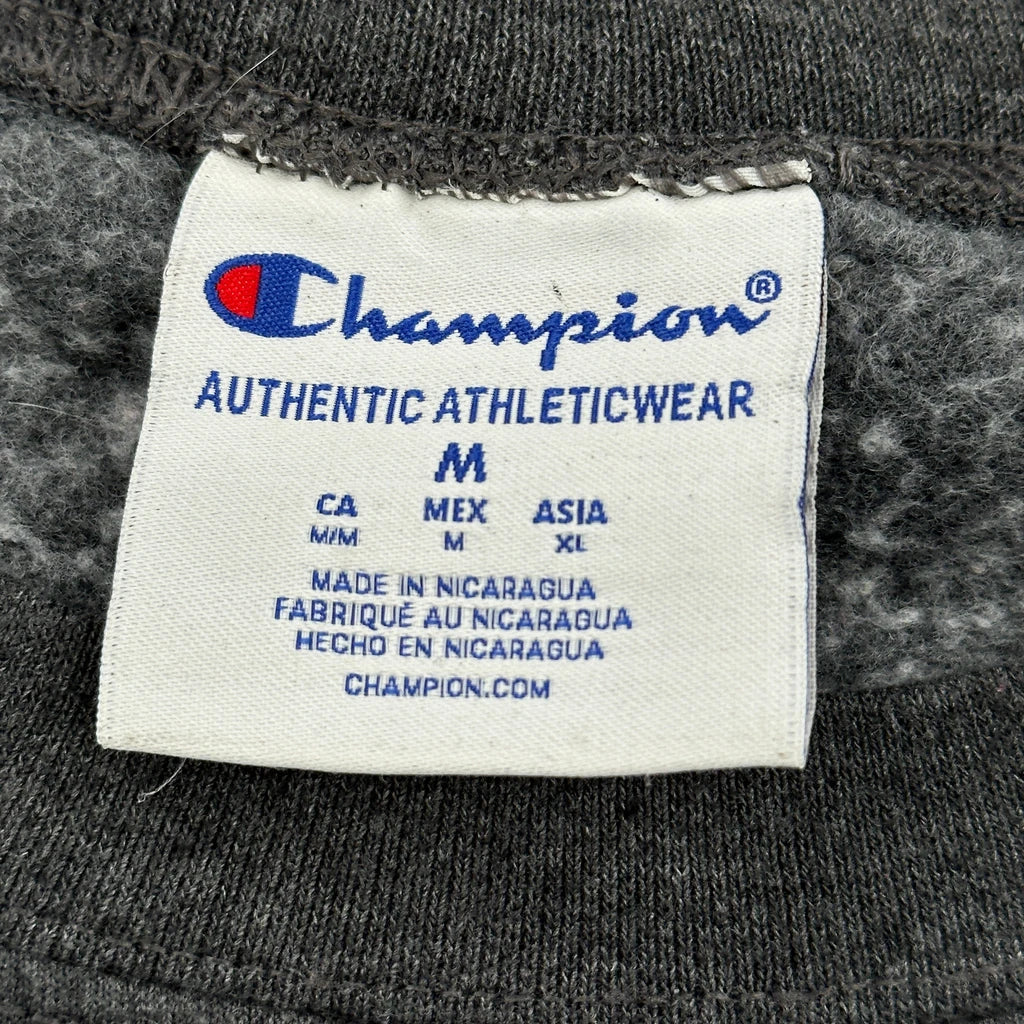 Champion®
AUTHENTIC ATHLETICWEAR
M
CA MEX ASIA
M/M M XL
MADE IN NICARAGUA
FABRIQUÉ AU NICARAGUA
HECHO EN NICARAGUA
CHAMPION.COM